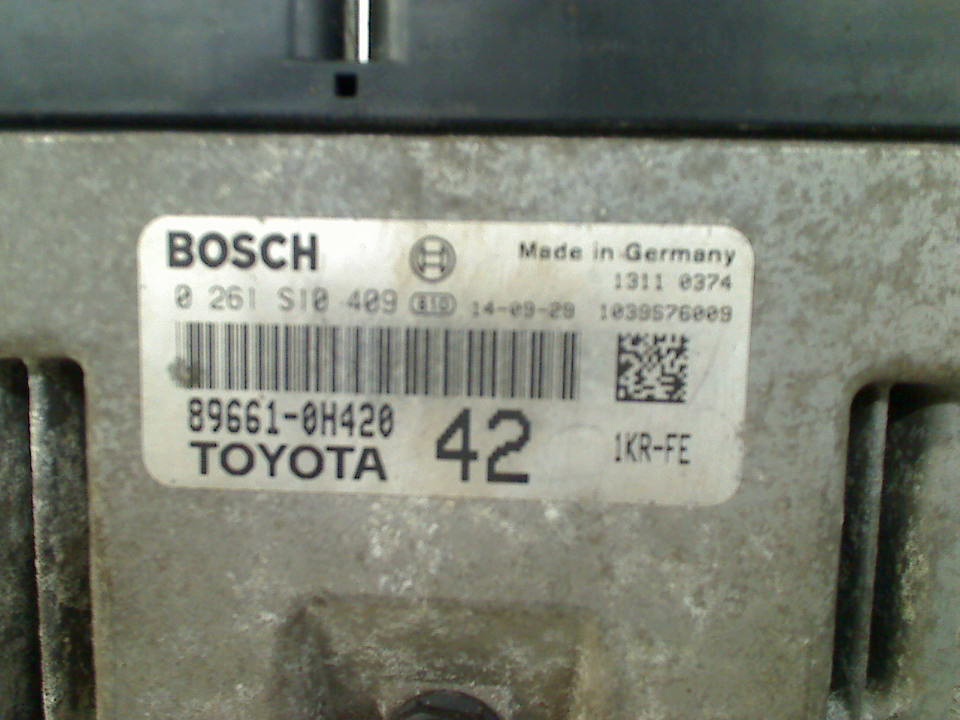 BOSCH
Made in Germany
1311 0374
0 261 S10 409 B10 14-09-29 1039S76009
89661-0H420
42
TOYOTA
1KR-FE